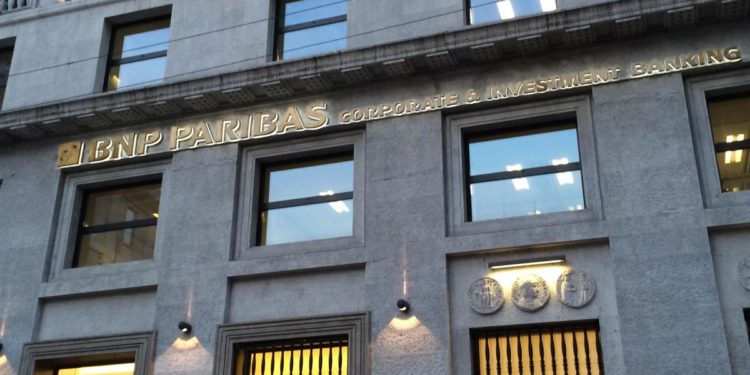 BNP PARIBAS CORPORATE & INVESTMENT BANKING